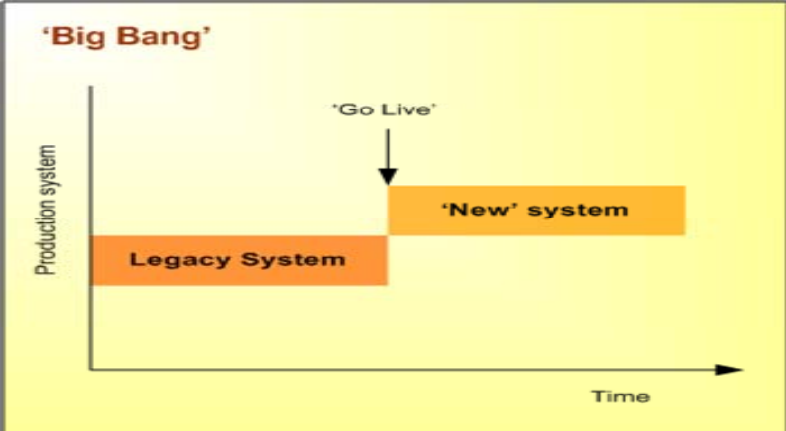 ‘Big Bang’
‘Go Live’
Production system
‘New’ system
Legacy System
Time